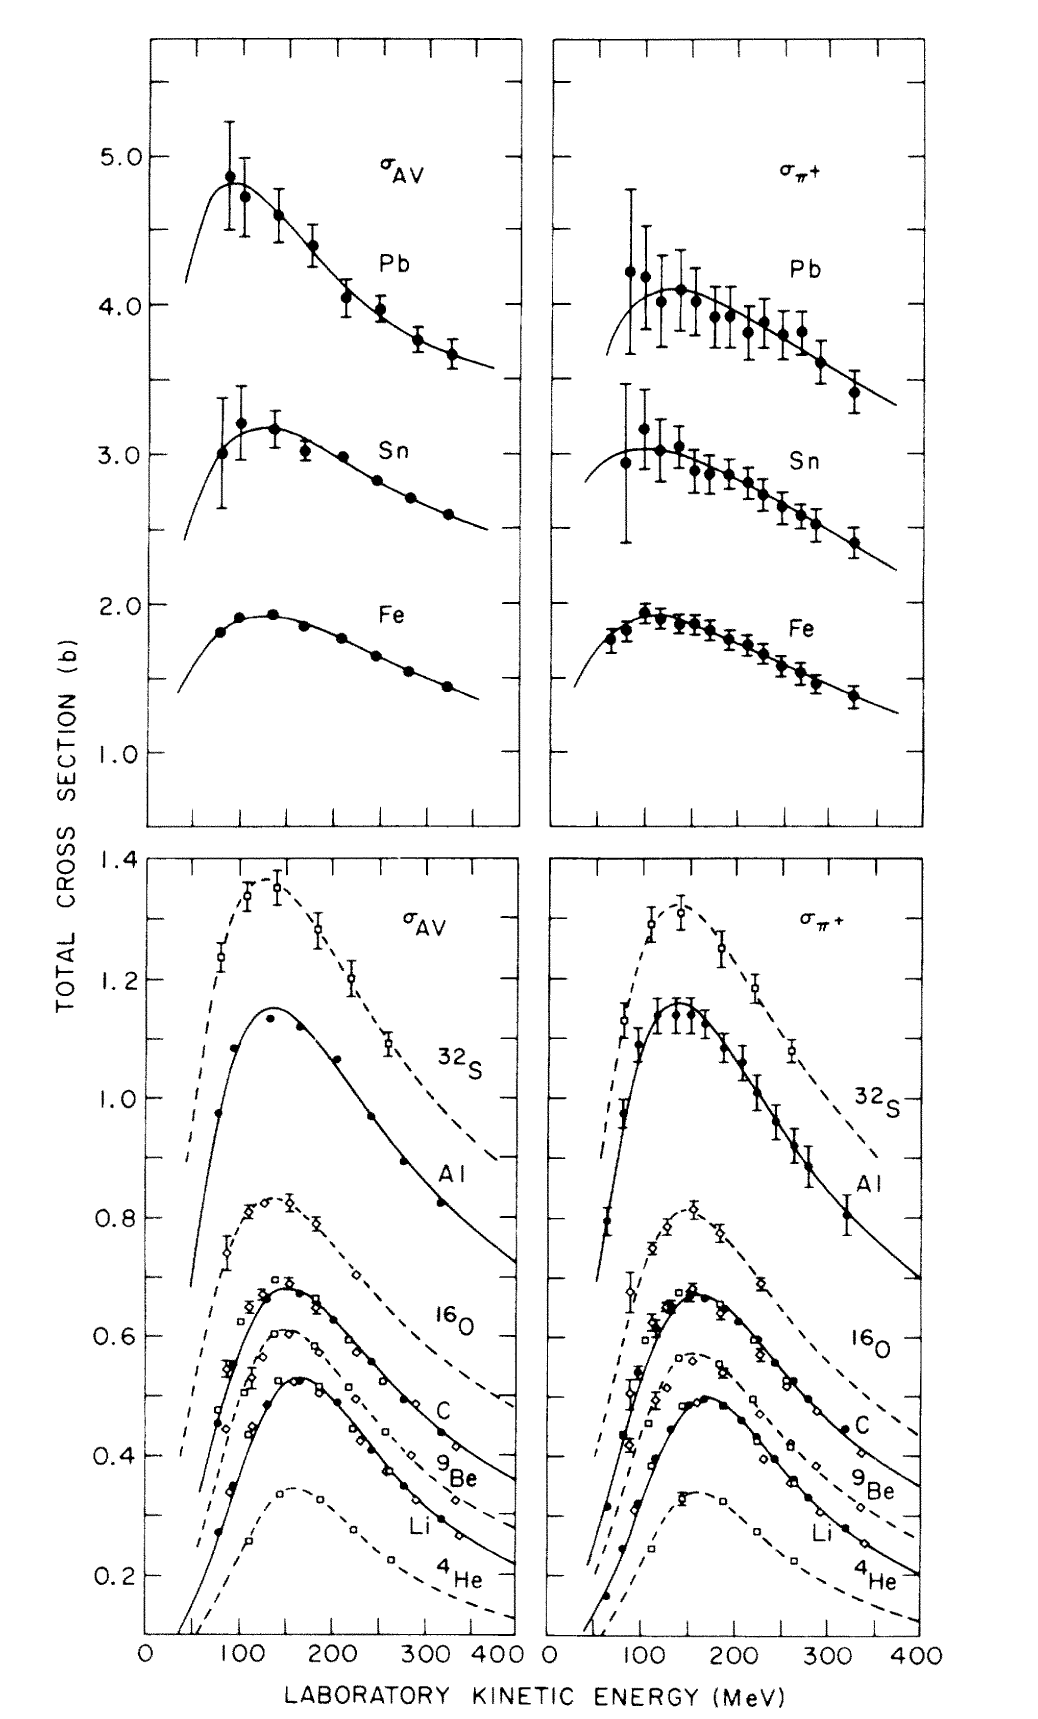 σAV
σπ+
5.0
Pb
Pb
4.0
Sn
Sn
3.0
Fe
Fe
2.0
1.0
TOTAL CROSS SECTION (b)
1.4
σAV
σπ+
1.2
32S
32S
1.0
Al
Al
0.8
16O
16O
0.6
C
C
9Be
9Be
0.4
Li
Li
4He
4He
0.2
0 100 200 300 400 0 100 200 300 400
LABORATORY KINETIC ENERGY (MeV)